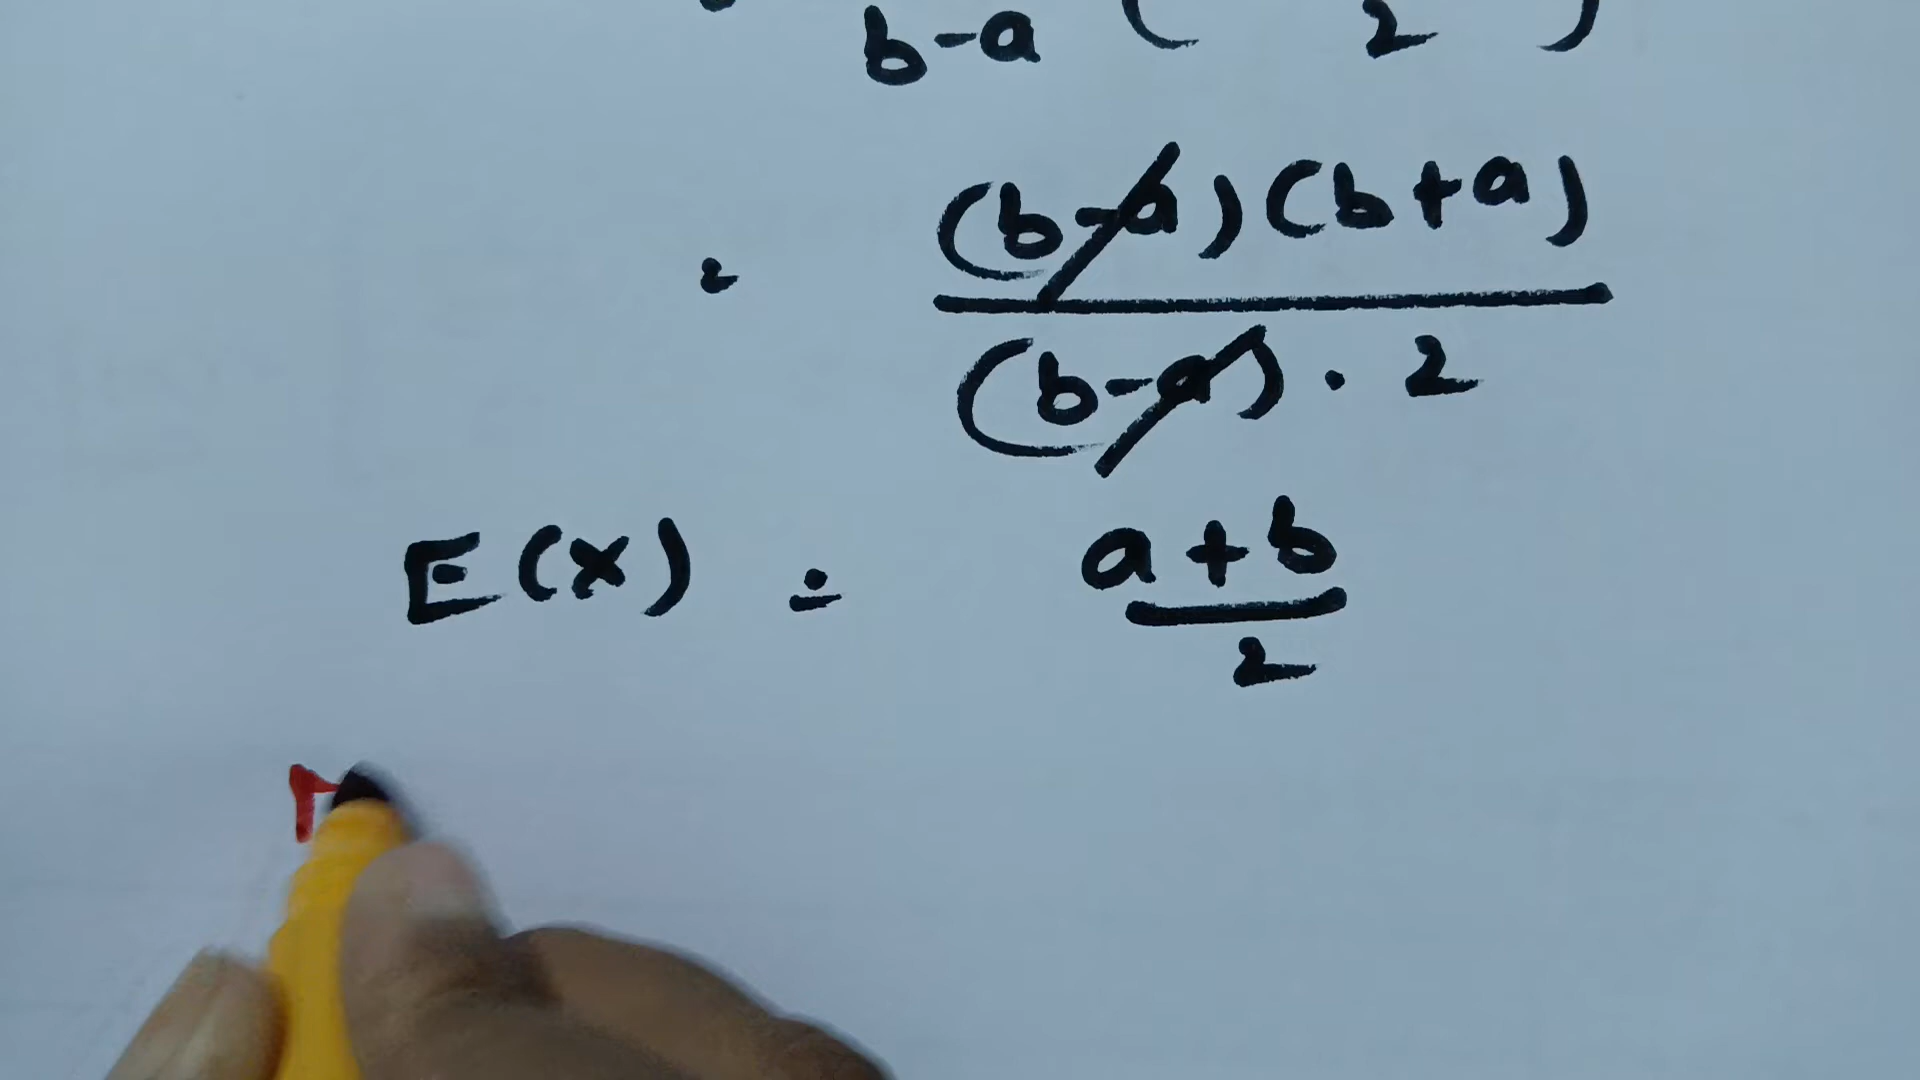 b-a ( 2 )
= (b-a)(b+a)
(b-a) . 2
E(x) = a+b
2